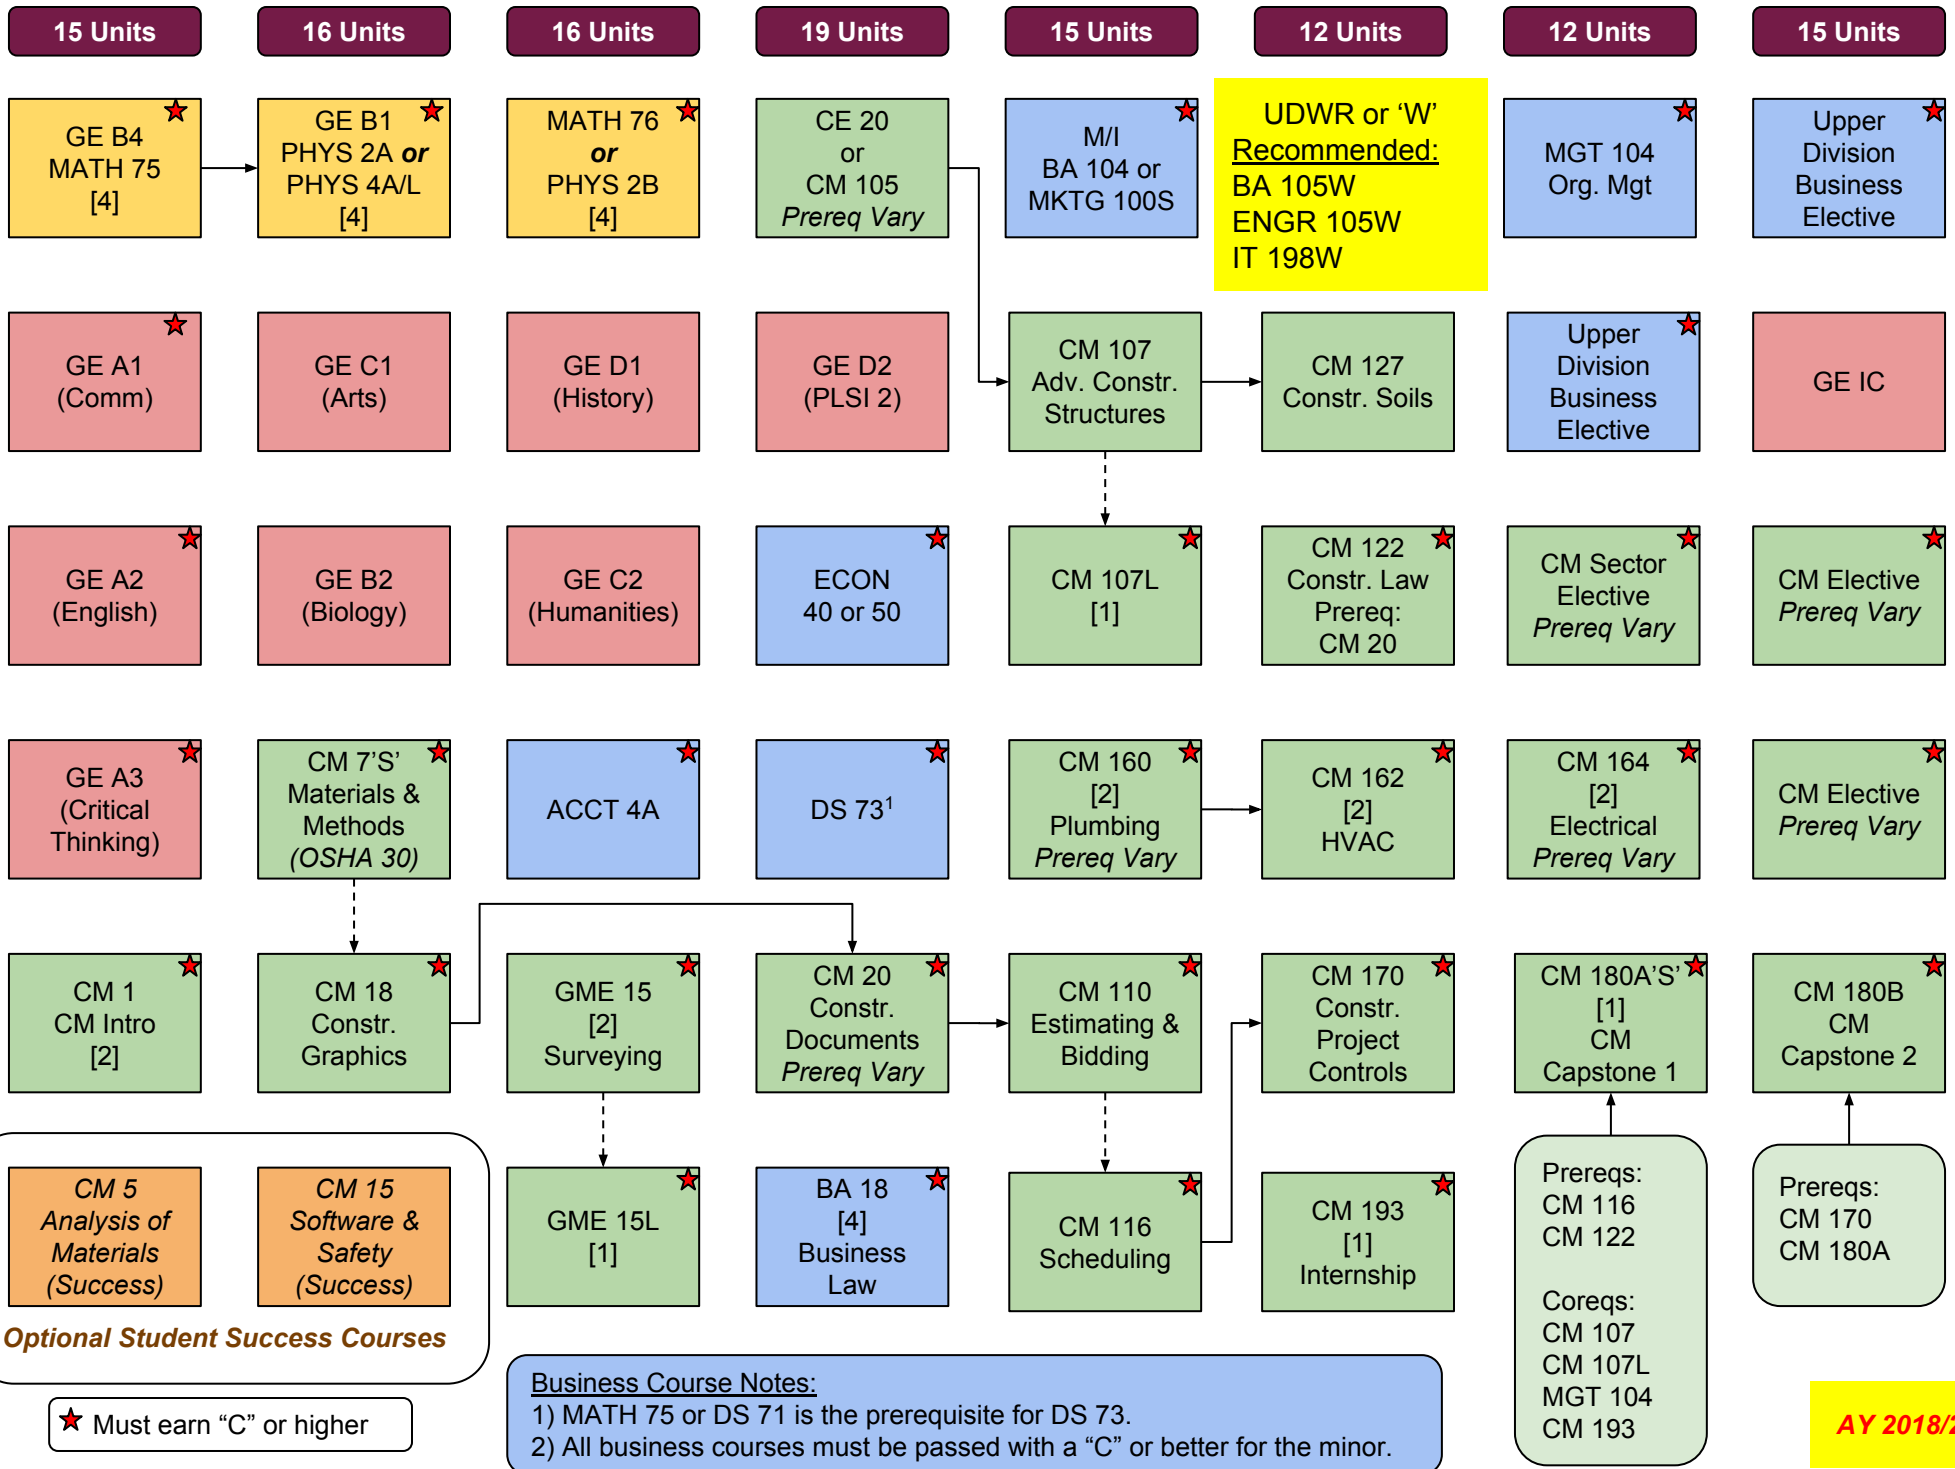 15 Units
16 Units
16 Units
19 Units
15 Units
12 Units
12 Units
15 Units
GE B4
MATH 75
[4]
GE B1
PHYS 2A or
PHYS 4A/L
[4]
MATH 76
or
PHYS 2B
[4]
CE 20
or
CM 105
Prereq Vary
M/I
BA 104 or
MKTG 100S
UDWR or ‘W’
Recommended:
BA 105W
ENGR 105W
IT 198W
MGT 104
Org. Mgt
Upper
Division
Business
Elective
GE A1
(Comm)
GE C1
(Arts)
GE D1
(History)
GE D2
(PLSI 2)
CM 107
Adv. Constr.
Structures
CM 127
Constr. Soils
Upper
Division
Business
Elective
GE IC
GE A2
(English)
GE B2
(Biology)
GE C2
(Humanities)
ECON
40 or 50
CM 107L
[1]
CM 122
Constr. Law
Prereq:
CM 20
CM Sector
Elective
Prereq Vary
CM Elective
Prereq Vary
GE A3
(Critical
Thinking)
CM 7’S’
Materials &
Methods
(OSHA 30)
ACCT 4A
DS 73¹
CM 160
[2]
Plumbing
Prereq Vary
CM 162
[2]
HVAC
CM 164
[2]
Electrical
Prereq Vary
CM Elective
Prereq Vary
CM 1
CM Intro
[2]
CM 18
Constr.
Graphics
GME 15
[2]
Surveying
CM 20
Constr.
Documents
Prereq Vary
CM 110
Estimating &
Bidding
CM 170
Constr.
Project
Controls
CM 180A’S’
[1]
CM
Capstone 1
CM 180B
CM
Capstone 2
CM 5
Analysis of
Materials
(Success)
CM 15
Software &
Safety
(Success)
Optional Student Success Courses
GME 15L
[1]
BA 18
[4]
Business
Law
CM 116
Scheduling
CM 193
[1]
Internship
Prereqs:
CM 116
CM 122
Coreqs:
CM 107
CM 107L
MGT 104
CM 193
Prereqs:
CM 170
CM 180A
Must earn “C” or higher
Business Course Notes:
1) MATH 75 or DS 71 is the prerequisite for DS 73.
2) All business courses must be passed with a “C” or better for the minor.
AY 2018/2